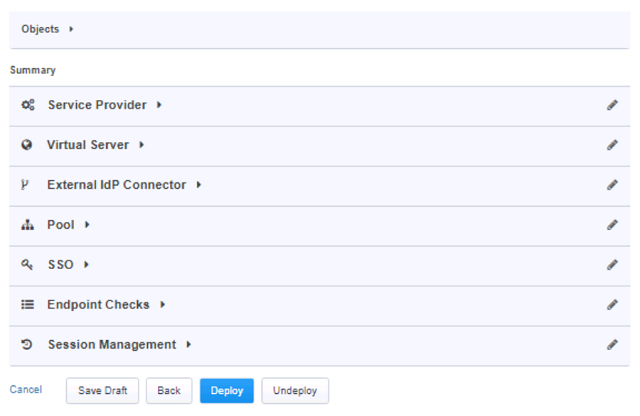 Objects
Summary
Service Provider
Virtual Server
External IdP Connector
Pool
SSO
Endpoint Checks
Session Management
Cancel Save Draft Back Deploy Undeploy